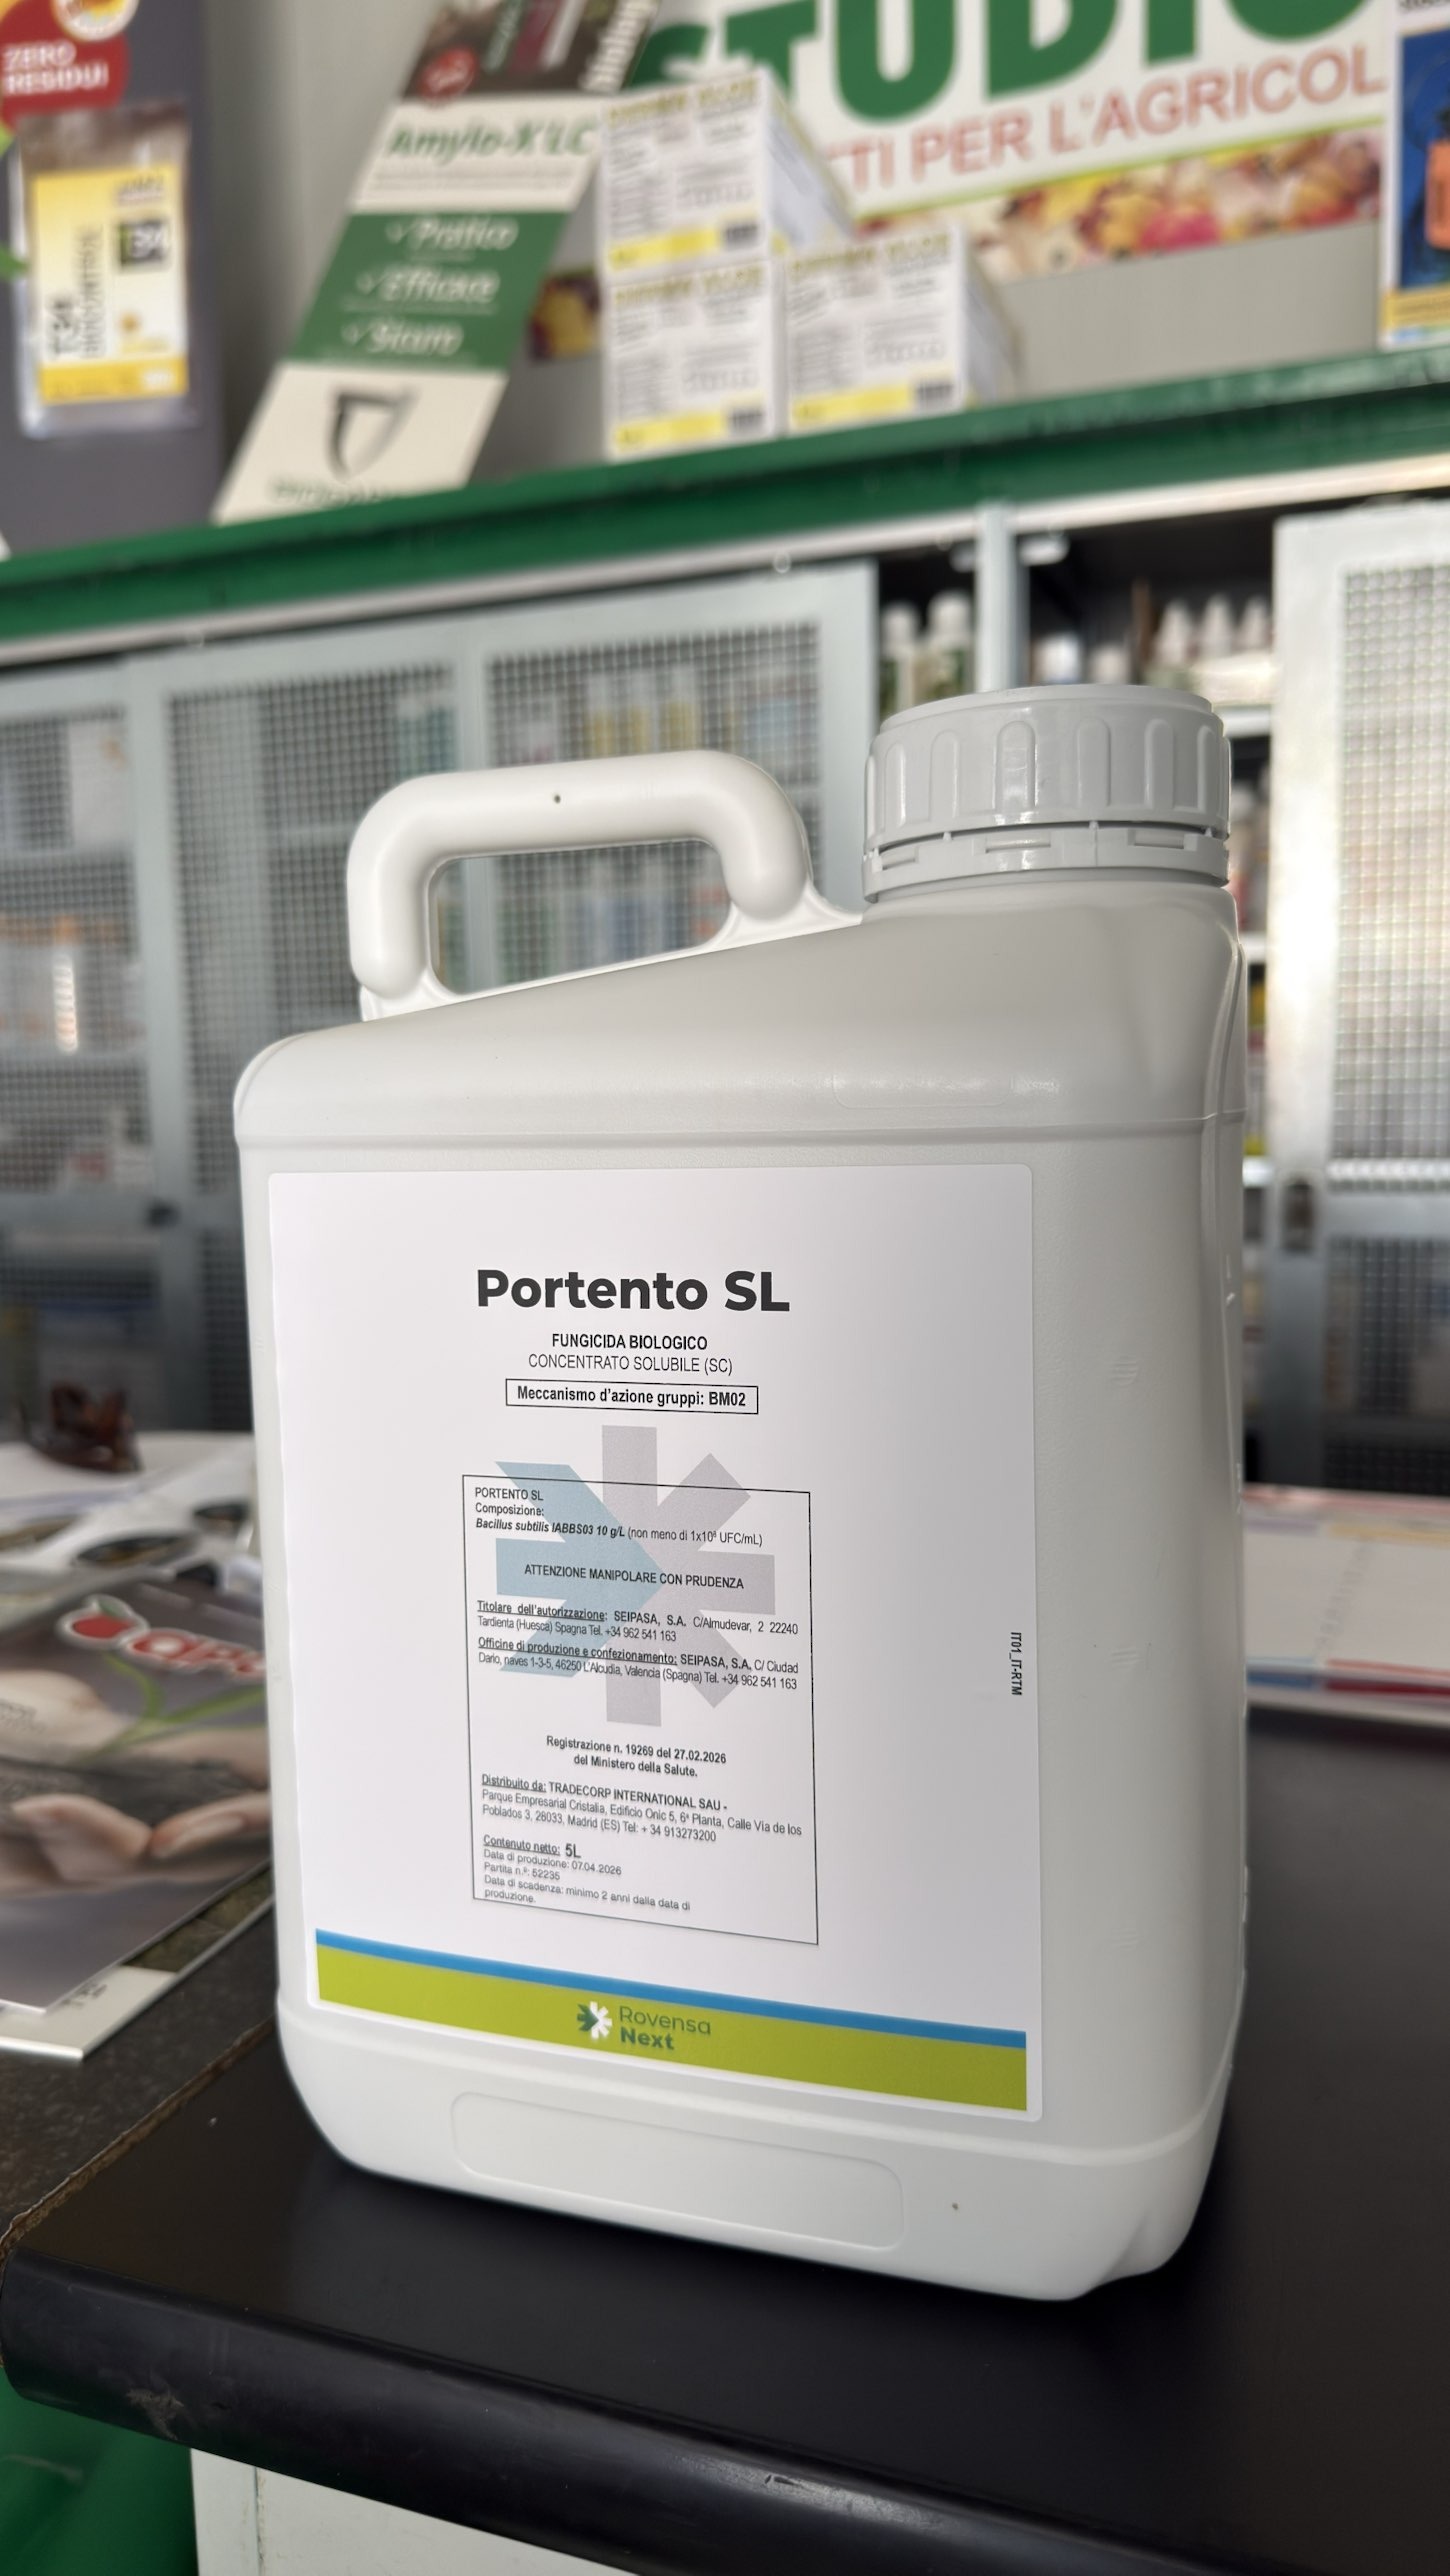 ZERO
RESIDUI
Amylo-X LC
✓ Pratico
✓ Efficace
✓ Sicuro
STUDIO
TI PER L'AGRICOL
T34
BIOCONTROL
Portento SL
FUNGICIDA BIOLOGICO
CONCENTRATO SOLUBILE (SC)
Meccanismo d'azione gruppi: BM02
PORTENTO SL
Composizione:
Bacillus subtilis IABBS03 10 g/L (non meno di 1x10⁸ UFC/mL)
ATTENZIONE MANIPOLARE CON PRUDENZA
Titolare dell'autorizzazione: SEIPASA, S.A. C/Almudevar, 2 22240
Tardienta (Huesca) Spagna Tel. +34 962 541 163
Officine di produzione e confezionamento: SEIPASA, S.A. C/ Ciudad
Dario, naves 1-3-5, 46250 L'Alcudia, Valencia (Spagna) Tel. +34 962 541 163
Registrazione n. 19269 del 27.02.2026
del Ministero della Salute.
Distribuito da: TRADECORP INTERNATIONAL SAU -
Parque Empresarial Cristalia, Edificio Onic 5, 6ª Planta, Calle Via de los
Poblados 3, 28033, Madrid (ES) Tel: + 34 913273200
Contenuto netto: 5L
Data di produzione: 07.04.2026
Partita n.º: 52235
Data di scadenza: minimo 2 anni dalla data di
produzione.
IT01_IT-RTM
Rovensa
Next